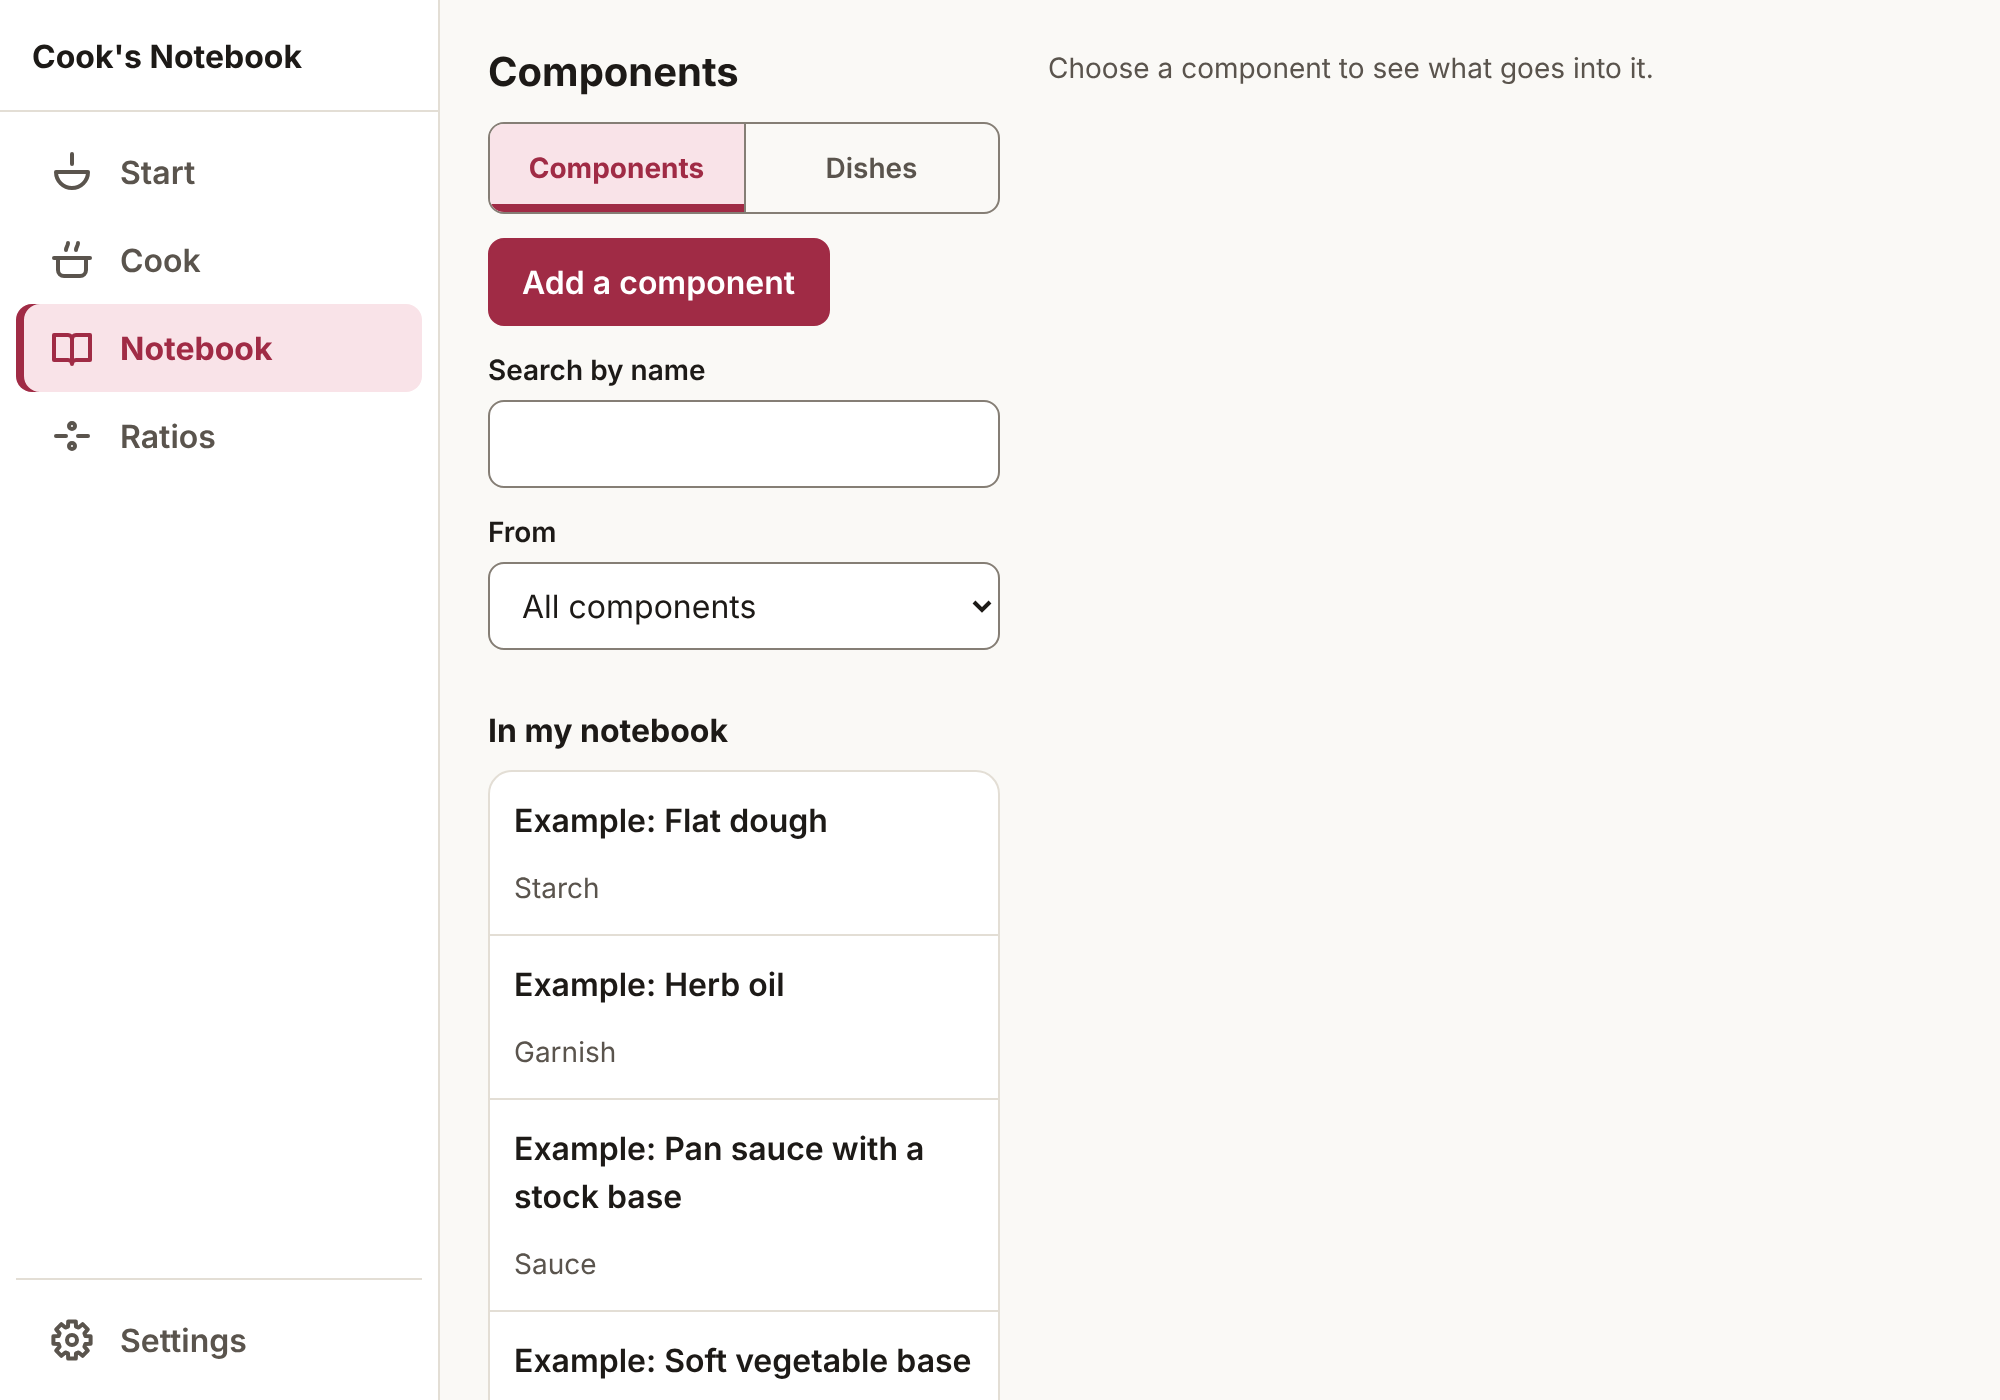 Cook's Notebook
Start
Cook
Notebook
Ratios
Settings
Components
Components
Dishes
Add a component
Search by name
From
All components
In my notebook
Example: Flat dough
Starch
Example: Herb oil
Garnish
Example: Pan sauce with a
stock base
Sauce
Example: Soft vegetable base
Choose a component to see what goes into it.